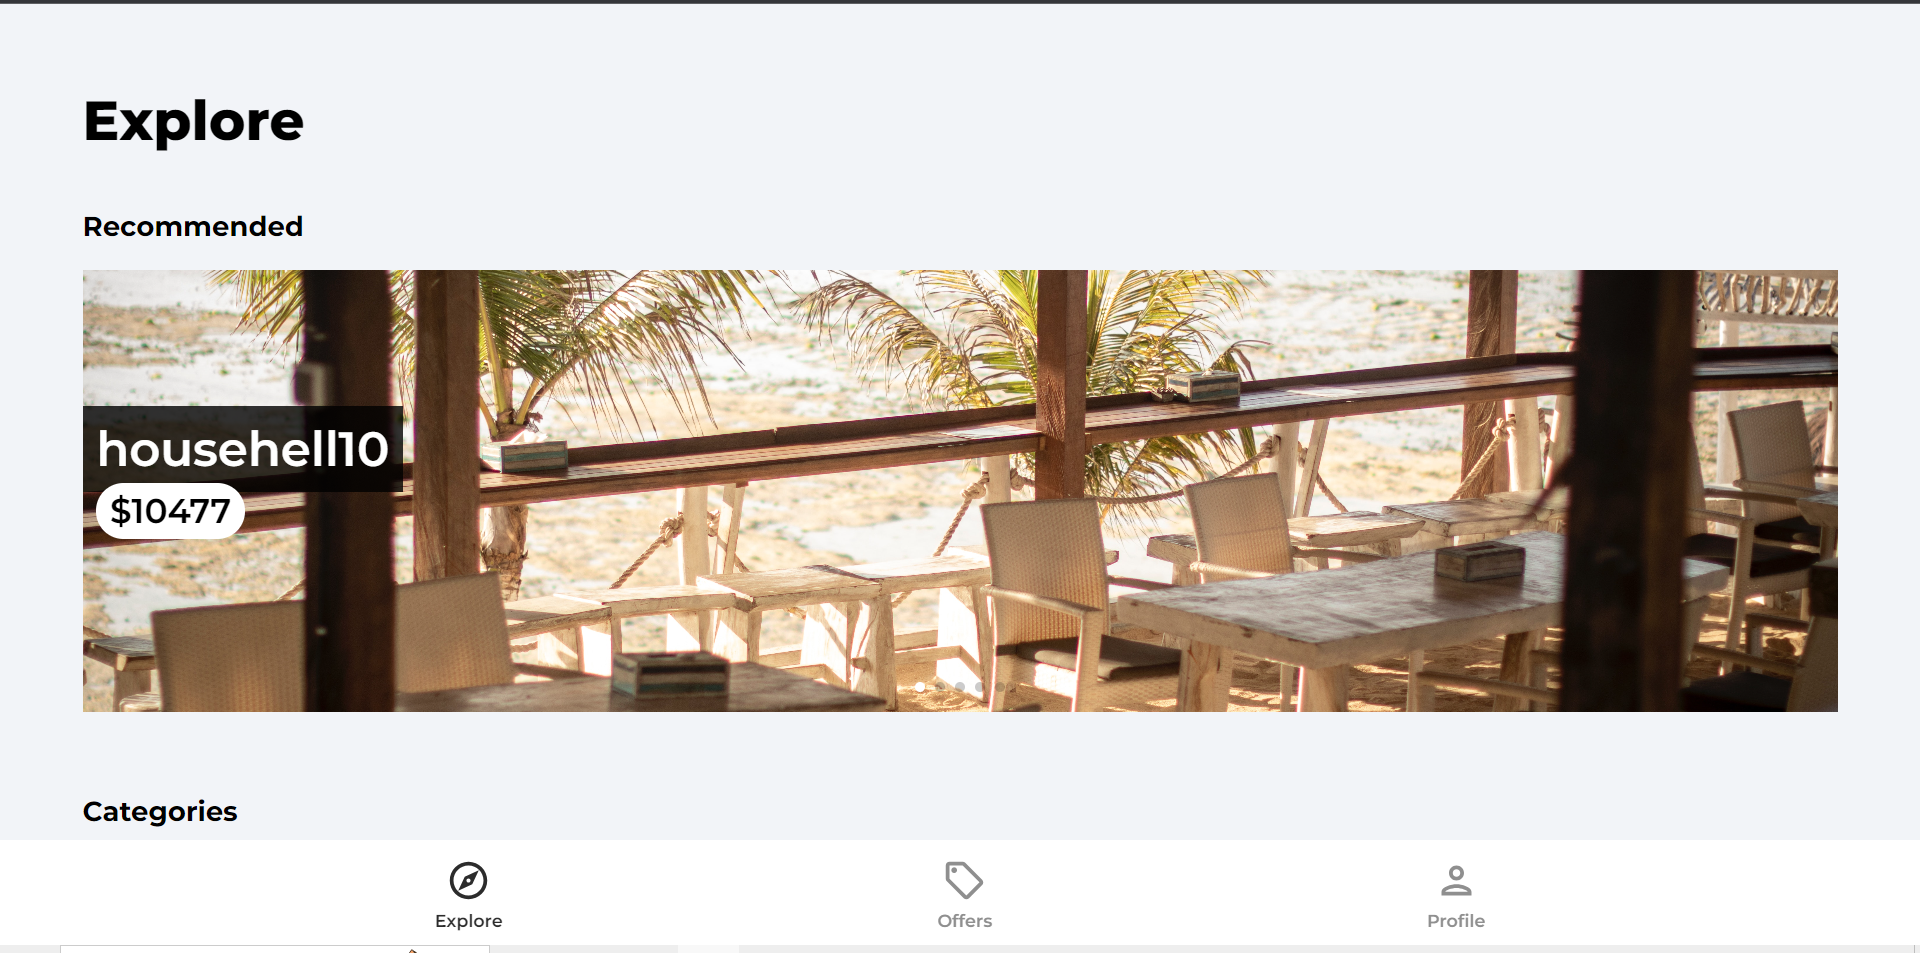 Explore
Recommended
househell10
$10477
Categories
Explore
Offers
Profile